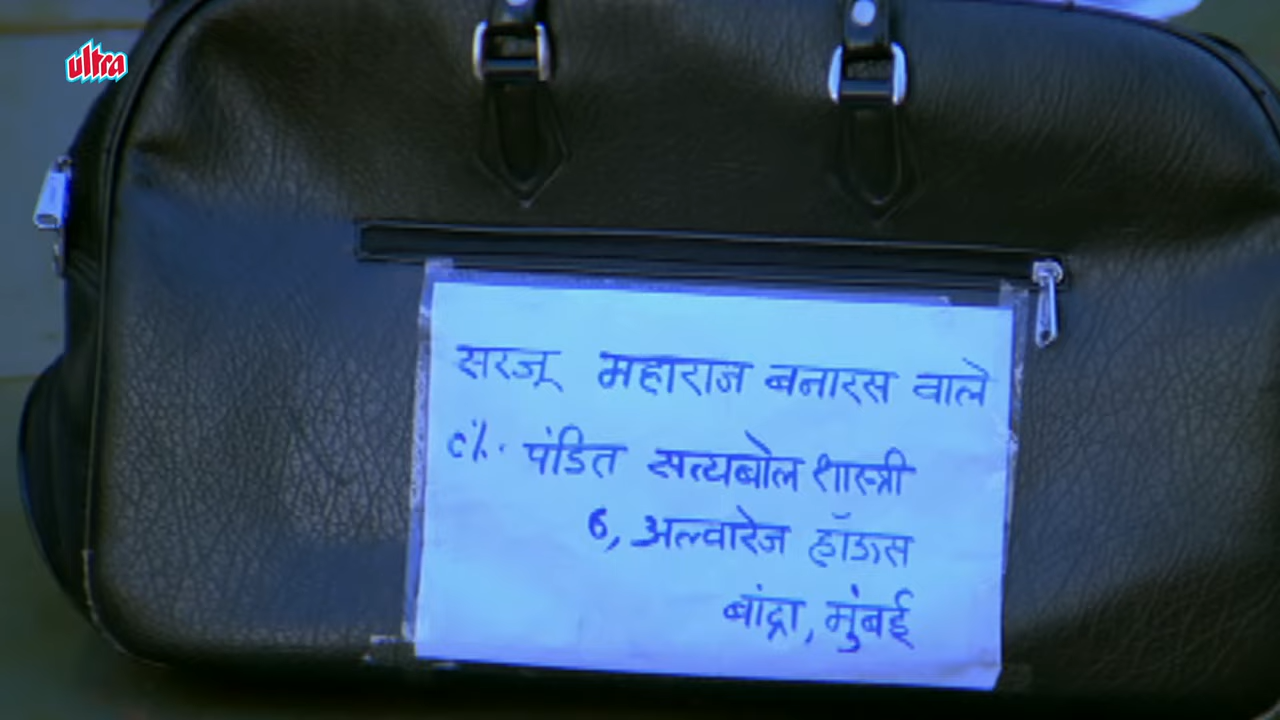 ultra
सरजू महाराज बनारस वाले
c/. पंडित सत्यबोल शास्त्री
6, अल्वारेज हॉऊस
बांद्रा, मुंबई